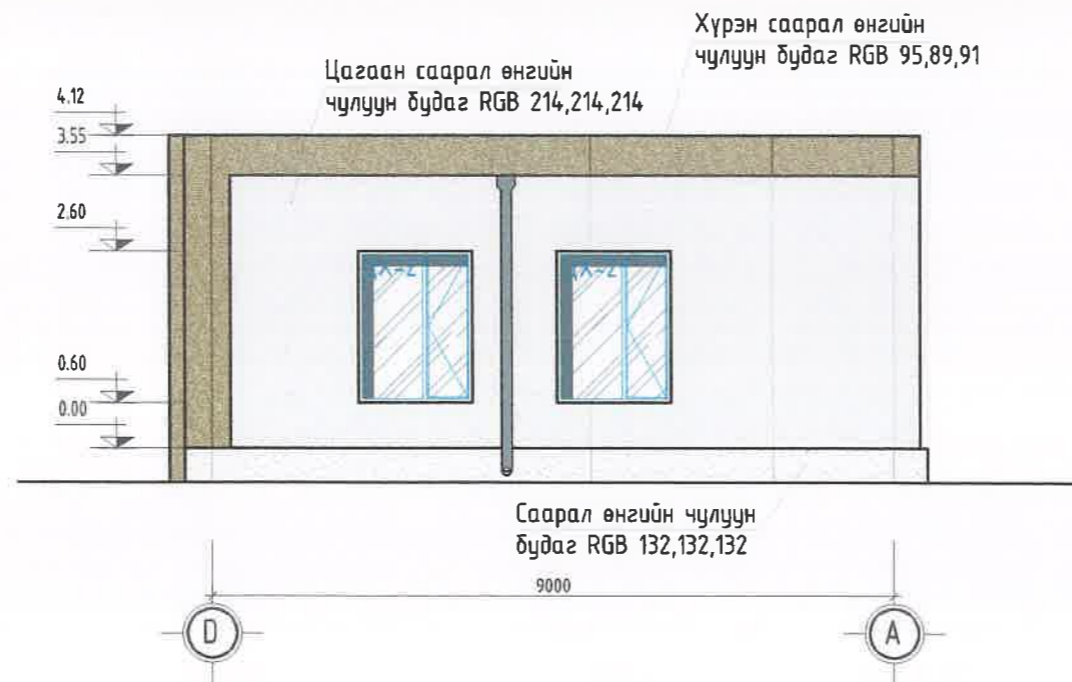 Хүрэн саарал өнгийн
чулуун будаг RGB 95,89,91
Цагаан саарал өнгийн
чулуун будаг RGB 214,214,214
4.12
3.55
2.60
0.60
0.00
Саарал өнгийн чулуун
будаг RGB 132,132,132
9000
D
A